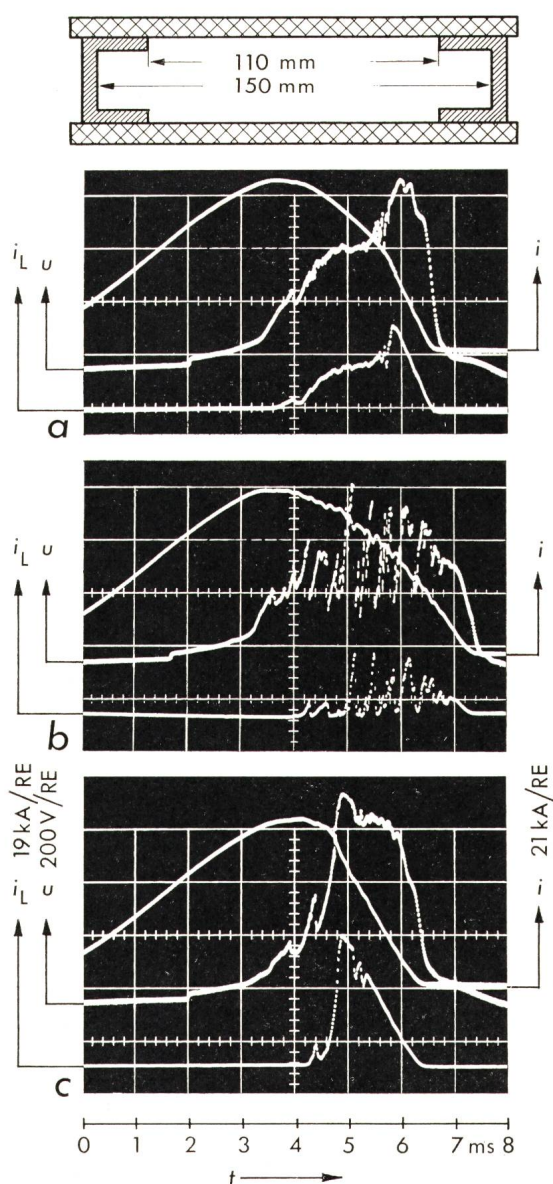 110 mm
150 mm
i_L u
i
a
i_L u
i
b
19 kA/RE
200 V/RE
21 kA/RE
i_L u
i
c
0 1 2 3 4 5 6 7 ms 8
t